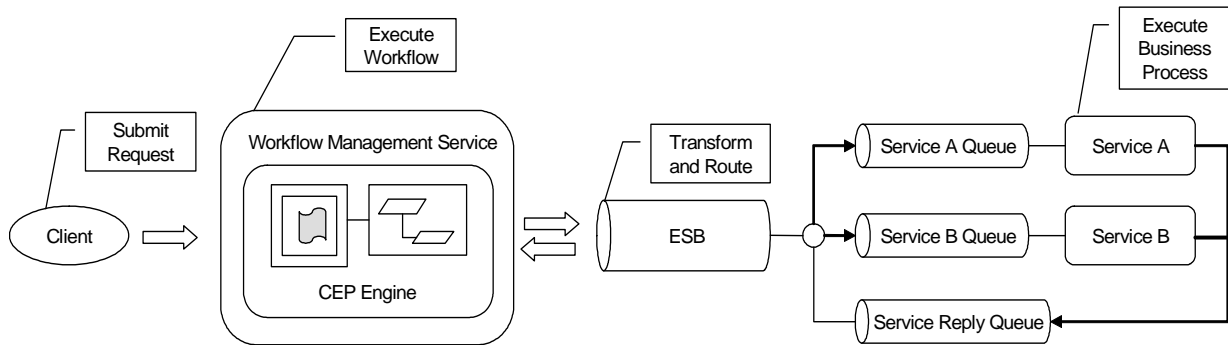 Execute
Workflow
Execute
Business
Process
Submit
Request
Workflow Management Service
Transform
and Route
Service A Queue
Service A
Client
ESB
Service B Queue
Service B
CEP Engine
Service Reply Queue